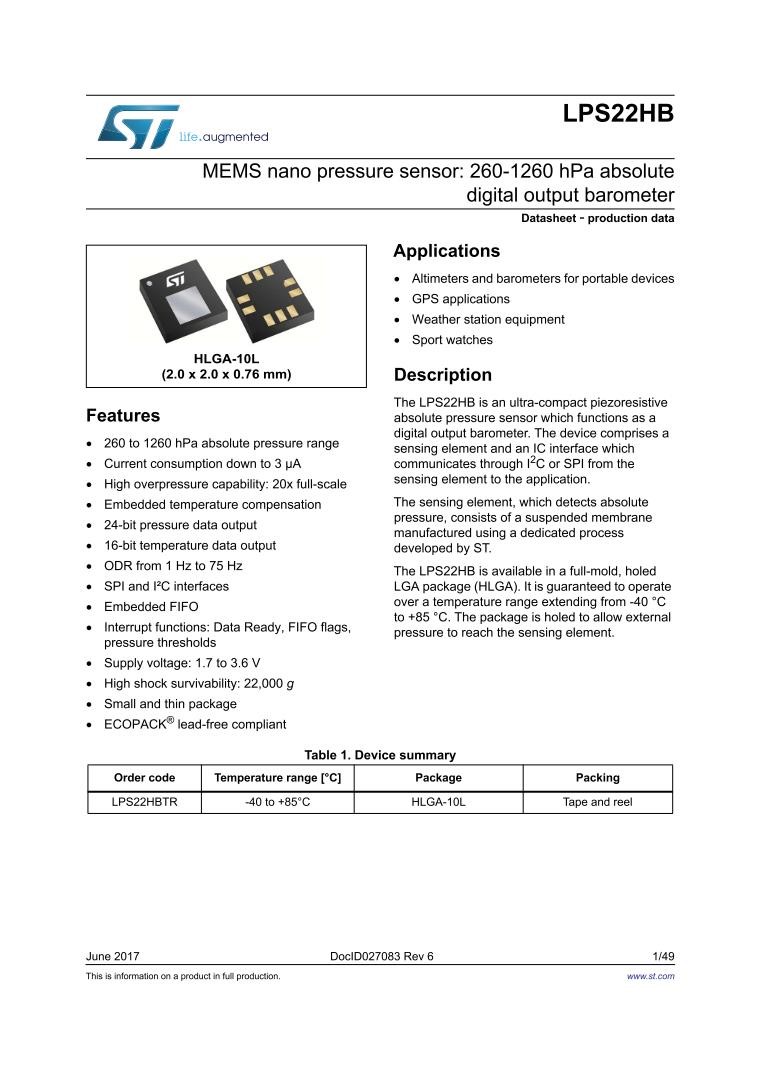 LPS22HB
life.augmented
MEMS nano pressure sensor: 260-1260 hPa absolute
digital output barometer
Datasheet - production data
HLGA-10L
(2.0 x 2.0 x 0.76 mm)
Features
• 260 to 1260 hPa absolute pressure range
• Current consumption down to 3 μA
• High overpressure capability: 20x full-scale
• Embedded temperature compensation
• 24-bit pressure data output
• 16-bit temperature data output
• ODR from 1 Hz to 75 Hz
• SPI and I²C interfaces
• Embedded FIFO
• Interrupt functions: Data Ready, FIFO flags,
pressure thresholds
• Supply voltage: 1.7 to 3.6 V
• High shock survivability: 22,000 g
• Small and thin package
• ECOPACK® lead-free compliant
Applications
• Altimeters and barometers for portable devices
• GPS applications
• Weather station equipment
• Sport watches
Description
The LPS22HB is an ultra-compact piezoresistive
absolute pressure sensor which functions as a
digital output barometer. The device comprises a
sensing element and an IC interface which
communicates through I²C or SPI from the
sensing element to the application.
The sensing element, which detects absolute
pressure, consists of a suspended membrane
manufactured using a dedicated process
developed by ST.
The LPS22HB is available in a full-mold, holed
LGA package (HLGA). It is guaranteed to operate
over a temperature range extending from -40 °C
to +85 °C. The package is holed to allow external
pressure to reach the sensing element.
Table 1. Device summary
Order code Temperature range [°C] Package Packing
LPS22HBTR -40 to +85°C HLGA-10L Tape and reel
June 2017 DocID027083 Rev 6 1/49
This is information on a product in full production. www.st.com